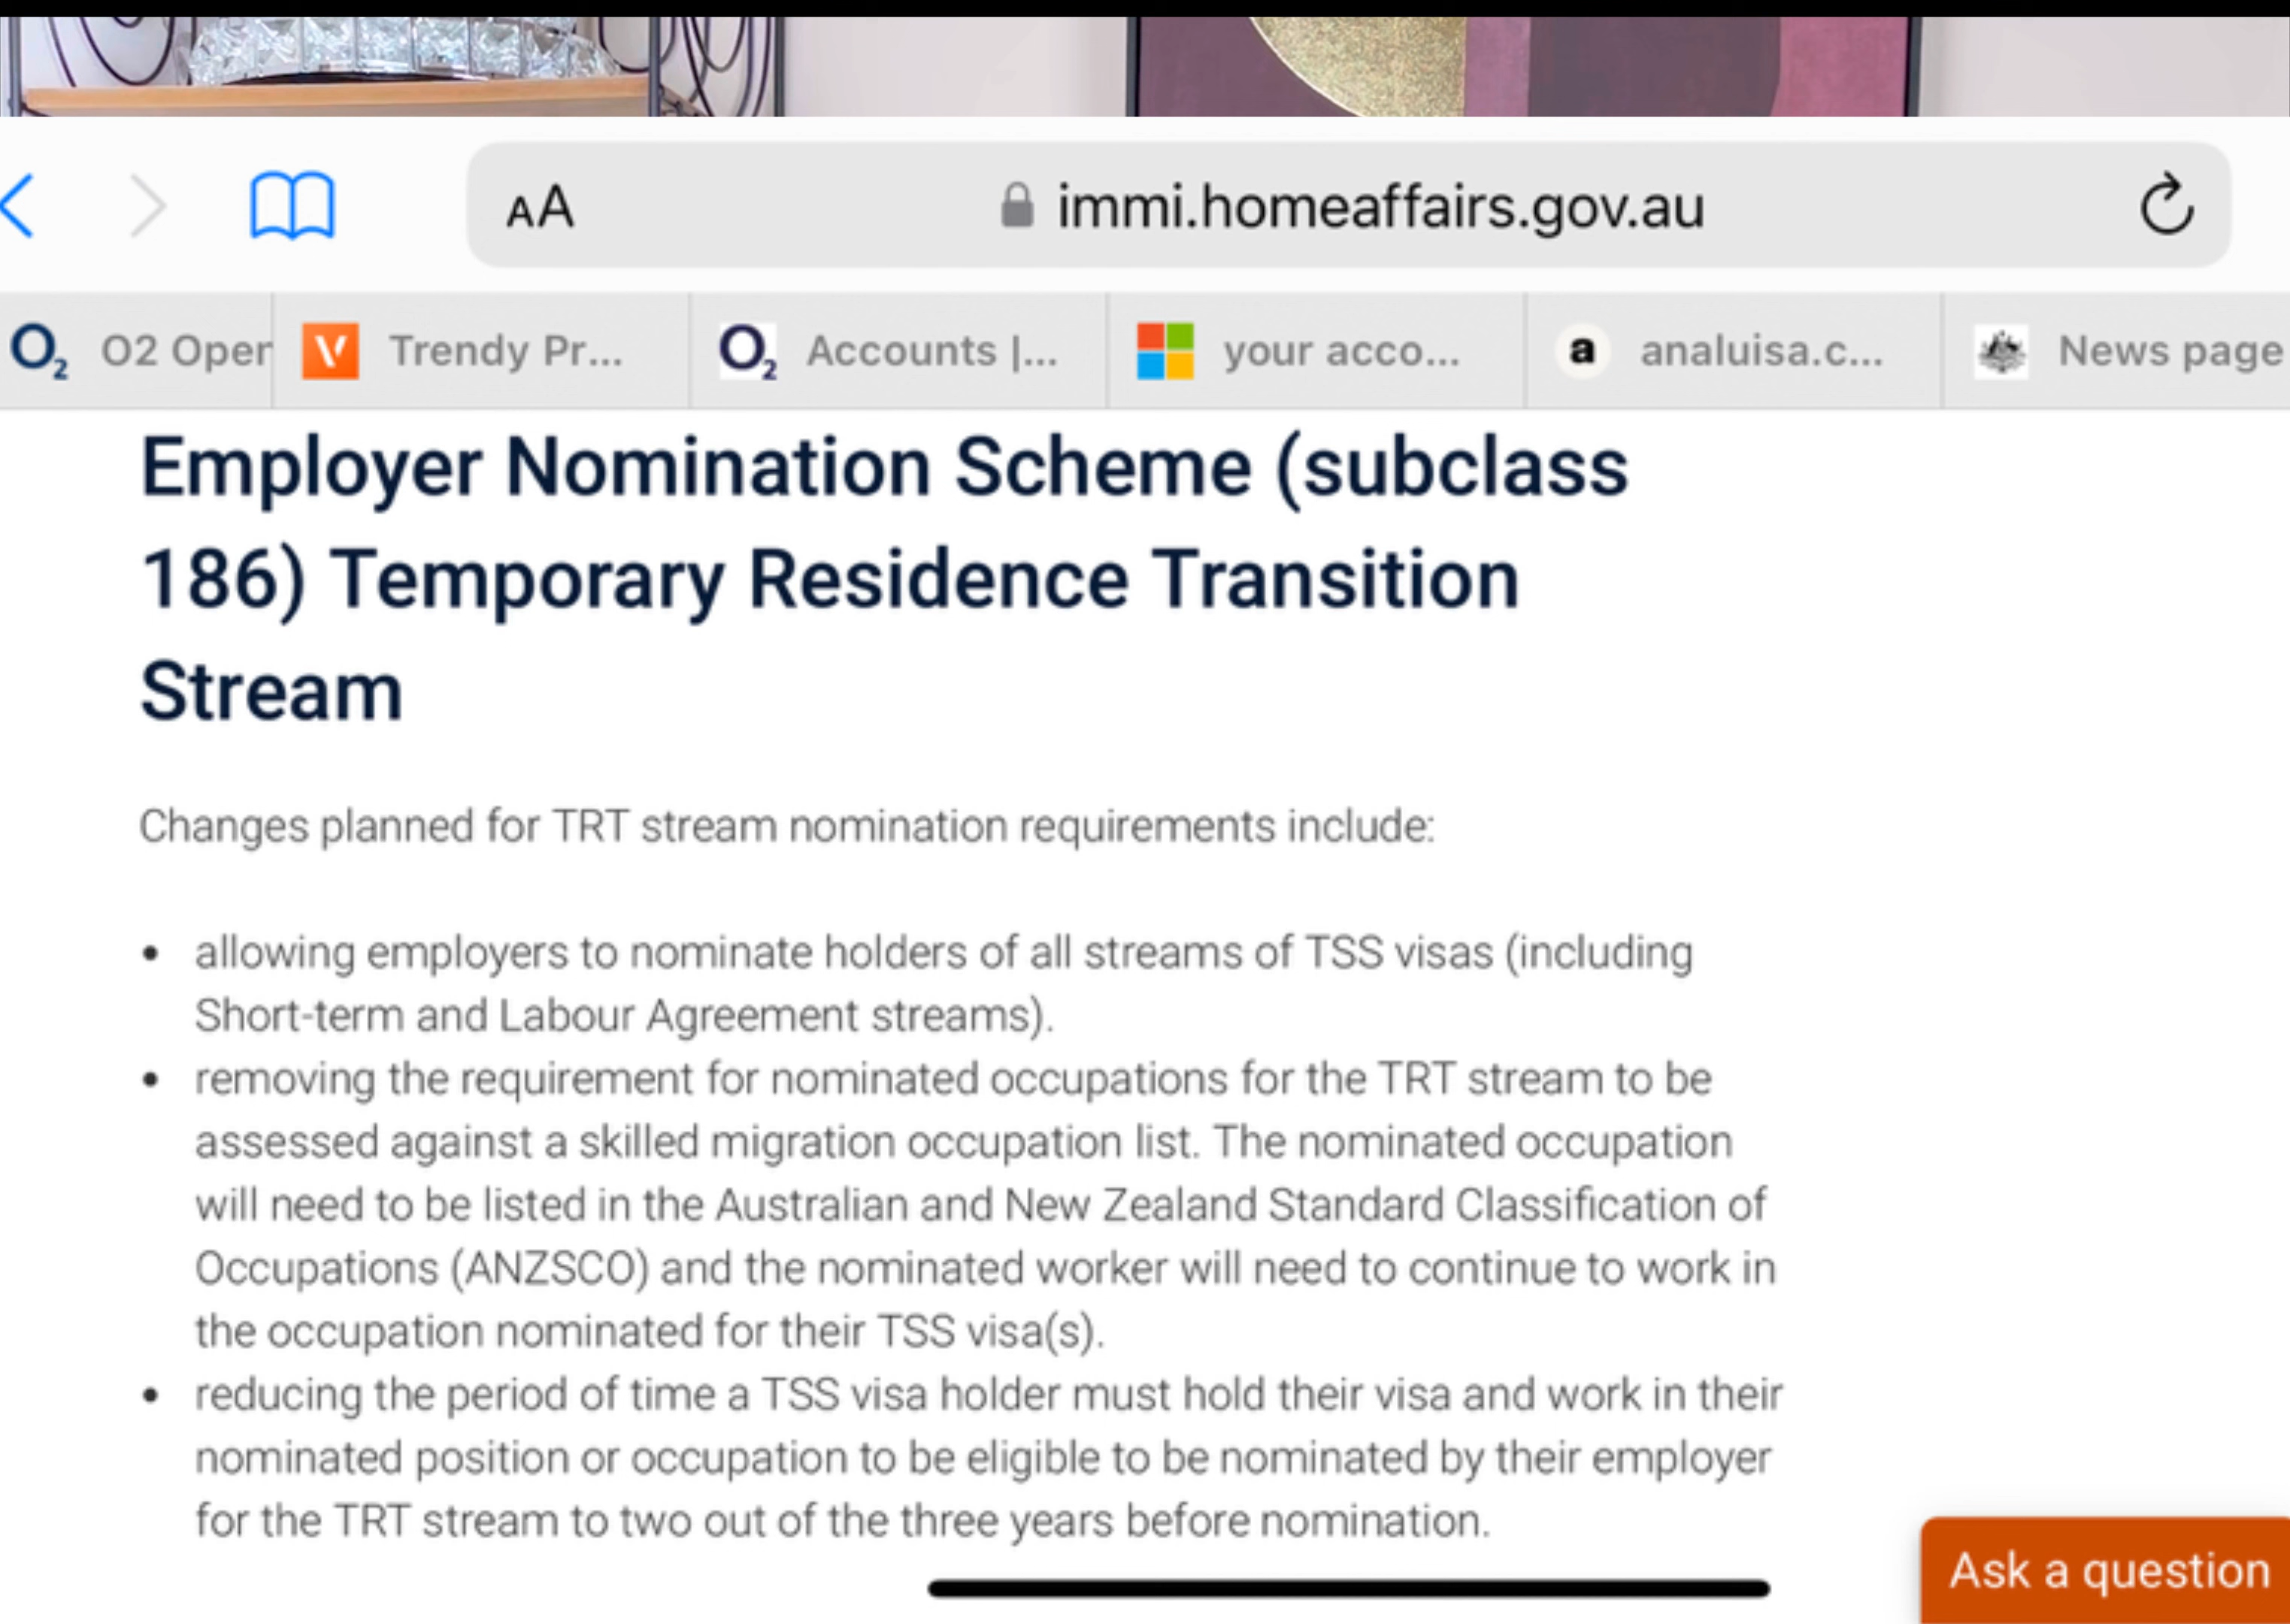 AA immi.homeaffairs.gov.au
O2 O2 Oper Trendy Pr... O2 Accounts |... your acco... a analuisa.c... News page
Employer Nomination Scheme (subclass
186) Temporary Residence Transition
Stream
Changes planned for TRT stream nomination requirements include:
• allowing employers to nominate holders of all streams of TSS visas (including
Short-term and Labour Agreement streams).
• removing the requirement for nominated occupations for the TRT stream to be
assessed against a skilled migration occupation list. The nominated occupation
will need to be listed in the Australian and New Zealand Standard Classification of
Occupations (ANZSCO) and the nominated worker will need to continue to work in
the occupation nominated for their TSS visa(s).
• reducing the period of time a TSS visa holder must hold their visa and work in their
nominated position or occupation to be eligible to be nominated by their employer
for the TRT stream to two out of the three years before nomination.
Ask a question